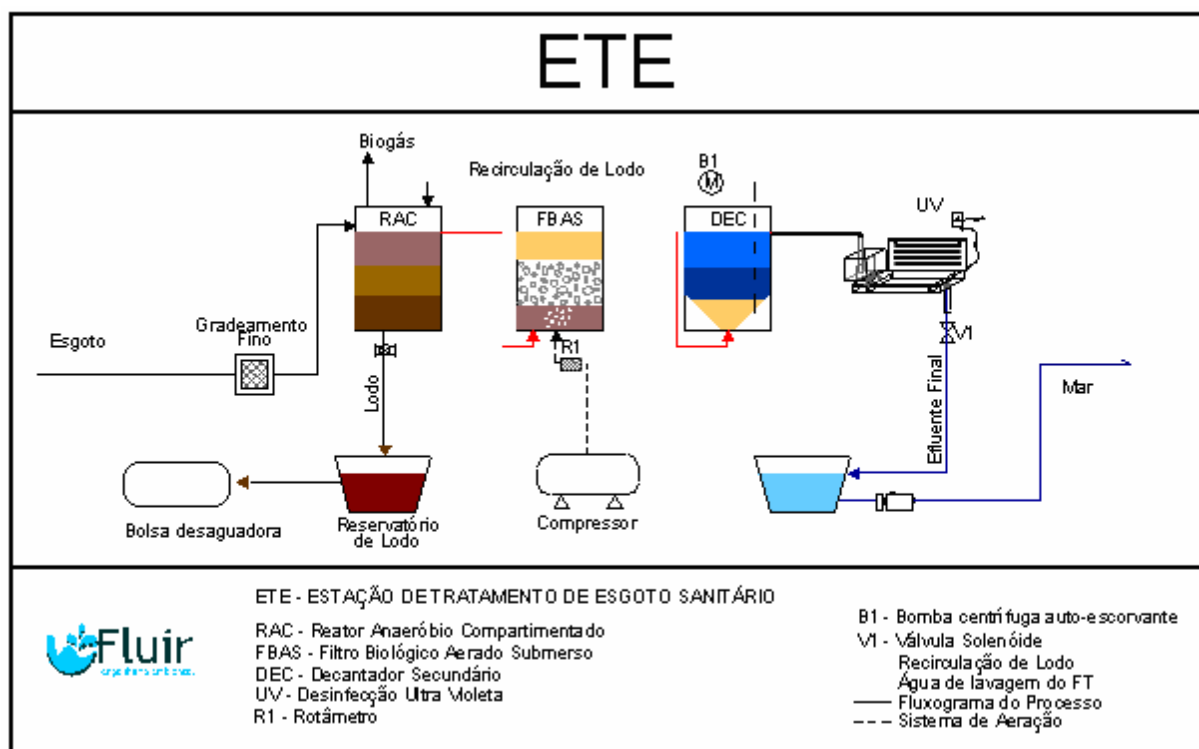 ETE
Biogás
Recirculação de Lodo
B1
M
RAC
FBAS
DEC
UV
Gradeamento
Fino
Esgoto
R1
V1
Lodo
Efluente Final
Mar
Bolsa desaguadora
Reservatório
de Lodo
Compressor
ETE - ESTAÇÃO DE TRATAMENTO DE ESGOTO SANITÁRIO
RAC - Reator Anaeróbio Compartimentado
FBAS - Filtro Biológico Aerado Submerso
DEC - Decantador Secundário
UV - Desinfecção Ultra Violeta
R1 - Rotâmetro
Fluir
engenharia ambiental
B1 - Bomba centrífuga auto-escorvante
V1 - Válvula Solenóide
Recirculação de Lodo
Água de lavagem do FT
Fluxograma do Processo
Sistema de Aeração